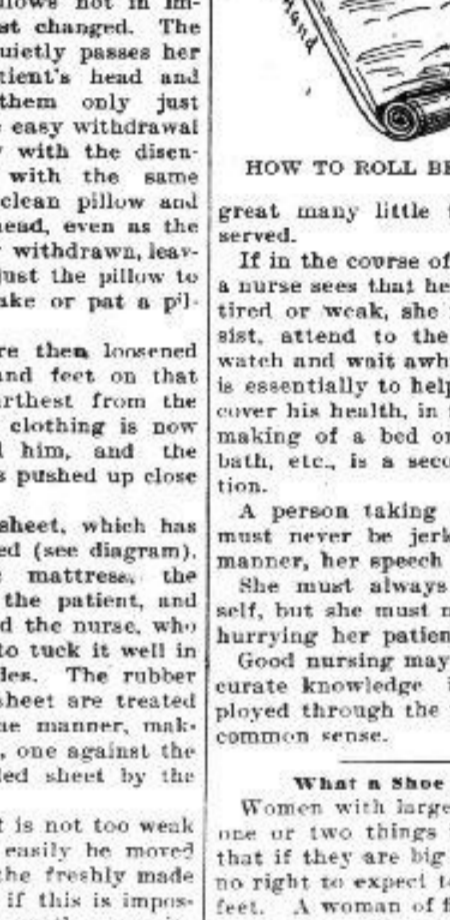 not in im-
st changed. The
uietly passes her
tient's head and
them only just
easy withdrawal
with the disen-
with the same
clean pillow and
ead, even as the
withdrawn, leav-
just the pillow to
ake or pat a pil-
re then loosened
and feet on that
arthest from the
clothing is now
him, and the
s pushed up close
sheet, which has
ed (see diagram).
mattress, the
the patient, and
d the nurse, who
to tuck it well in
des. The rubber
sheet are treated
ne manner, mak-
, one against the
led sheet by the
t is not too weak
easily be moved
the freshly made
if this is impos-
HOW TO ROLL BE
great many little
served.
If in the course of
a nurse sees that he
tired or weak, she
sist, attend to the
watch and wait awh
is essentially to help
cover his health, in
making of a bed or
bath, etc., is a seco
tion.
A person taking
must never be jerk
manner, her speech
She must always
self, but she must n
hurrying her patien
Good nursing may
curate knowledge
ployed through the
common sense.
What a Shoe
Women with large
one or two things
that if they are big
no right to expect t
feet. A woman of f